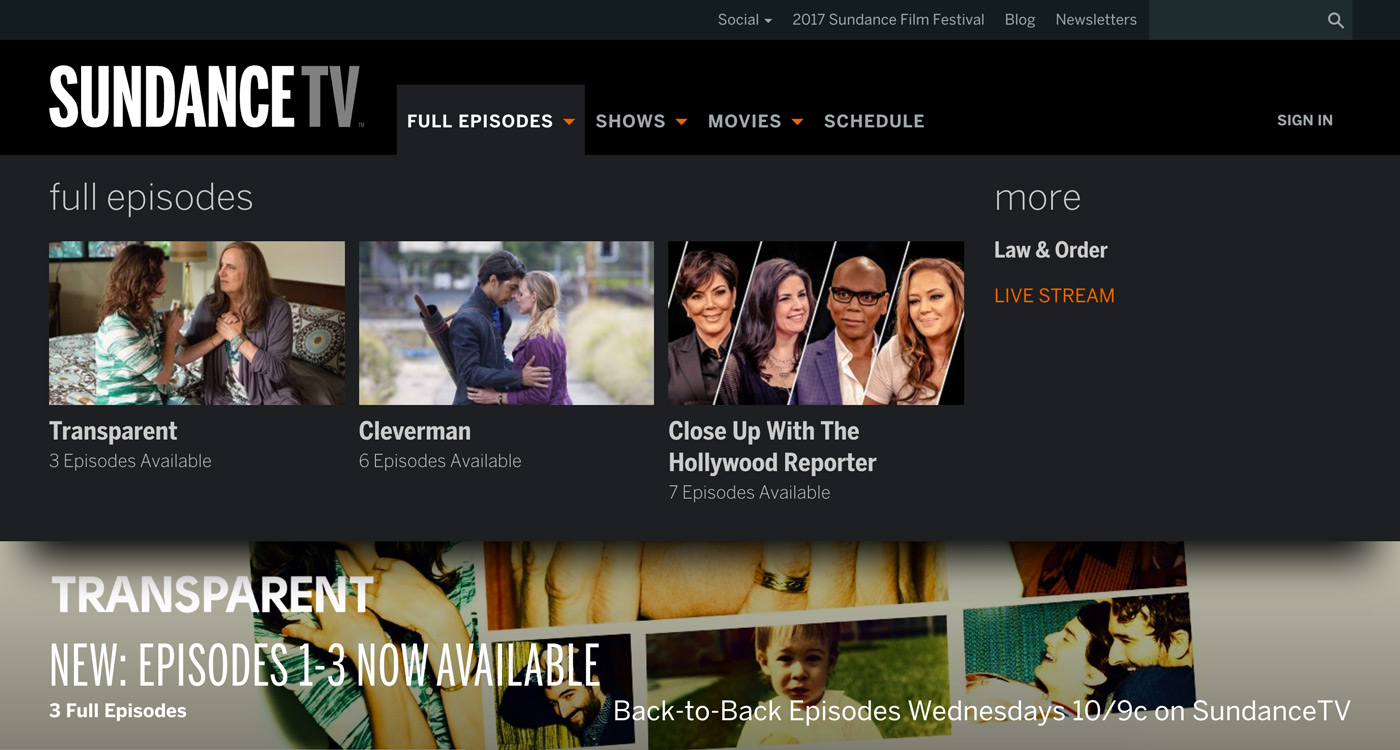 Social
2017 Sundance Film Festival
Blog
Newsletters
SUNDANCE TV
FULL EPISODES
SHOWS
MOVIES
SCHEDULE
SIGN IN
full episodes
more
Transparent
3 Episodes Available
Cleverman
6 Episodes Available
Close Up With The
Hollywood Reporter
7 Episodes Available
Law & Order
LIVE STREAM
TRANSPARENT
NEW: EPISODES 1-3 NOW AVAILABLE
3 Full Episodes
Back-to-Back Episodes Wednesdays 10/9c on SundanceTV